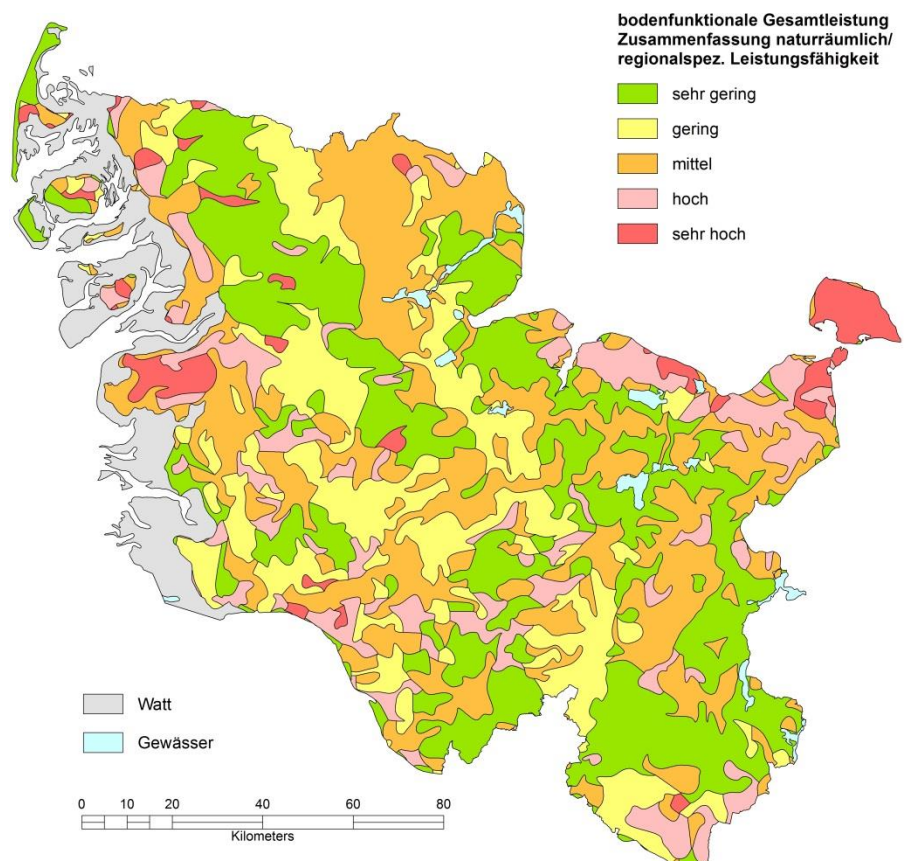 bodenfunktionale Gesamtleistung
Zusammenfassung naturräumlich/
regionalspez. Leistungsfähigkeit
sehr gering
gering
mittel
hoch
sehr hoch
Watt
Gewässer
0 10 20 40 60 80
Kilometers